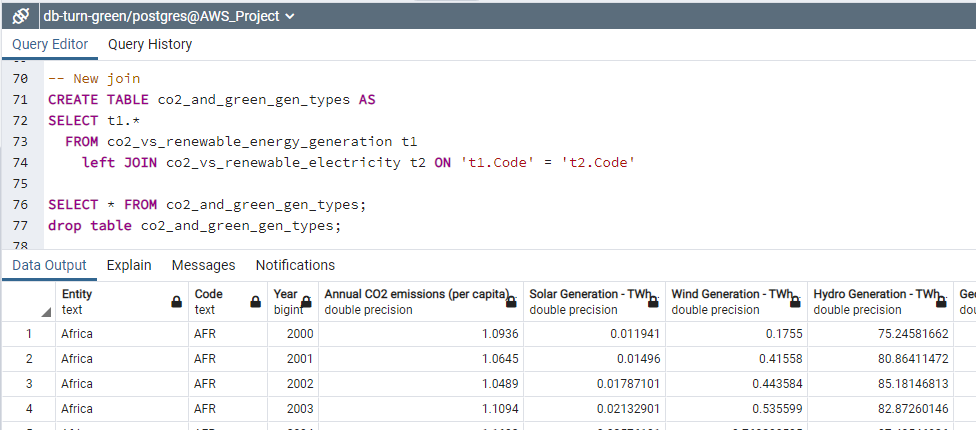 db-turn-green/postgres@AWS_Project
Query Editor Query History
70 -- New join
71 CREATE TABLE co2_and_green_gen_types AS
72 SELECT t1.*
73 FROM co2_vs_renewable_energy_generation t1
74 left JOIN co2_vs_renewable_electricity t2 ON 't1.Code' = 't2.Code'
75
76 SELECT * FROM co2_and_green_gen_types;
77 drop table co2_and_green_gen_types;
78
Data Output Explain Messages Notifications
Entity Code Year Annual CO2 emissions (per capita) Solar Generation - TWh Wind Generation - TWh Hydro Generation - TWh
text text bigint double precision double precision double precision double precision
1 Africa AFR 2000 1.0936 0.011941 0.1755 75.24581662
2 Africa AFR 2001 1.0645 0.01496 0.41558 80.86411472
3 Africa AFR 2002 1.0489 0.01787101 0.443584 85.18146813
4 Africa AFR 2003 1.1094 0.02132901 0.535599 82.87260146